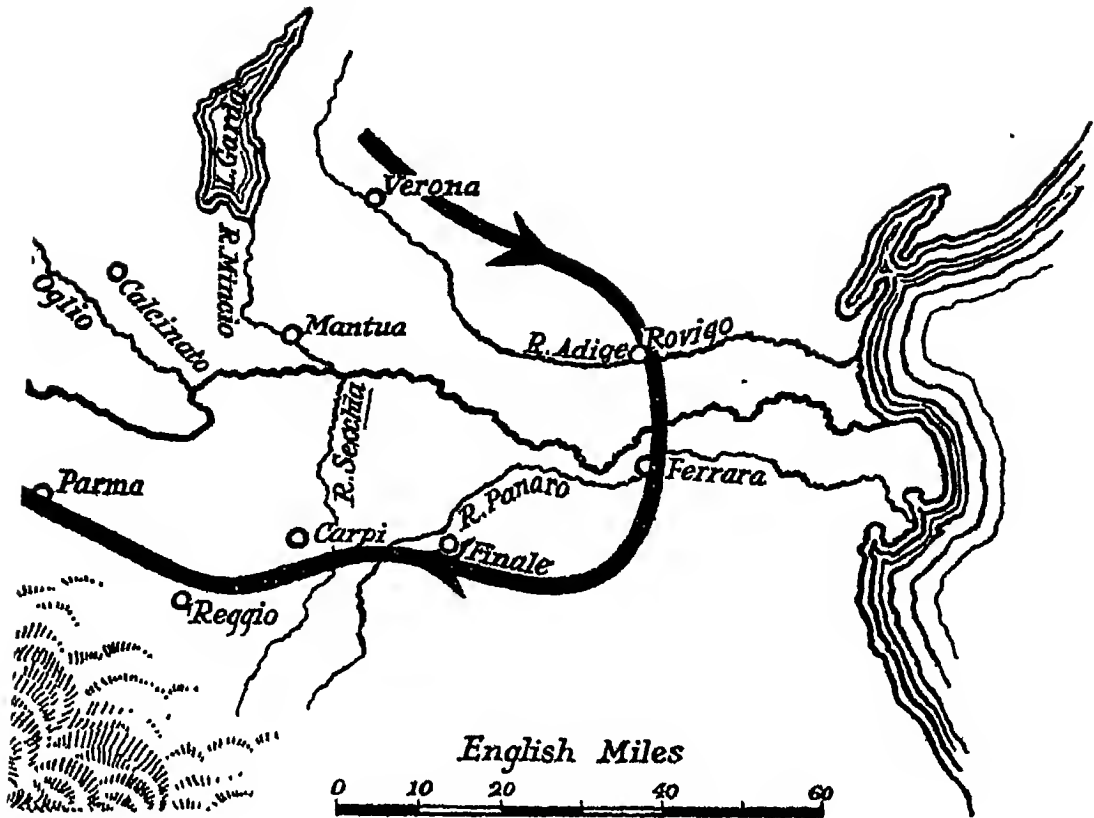 L. Garda
Verona
R. Mincio
Oglio
Calcinato
Mantua
R. Adige
Rovigo
R. Secchia
Parma
R. Panaro
Ferrara
Carpi
Finale
Reggio
English Miles
0 10 20 40 60